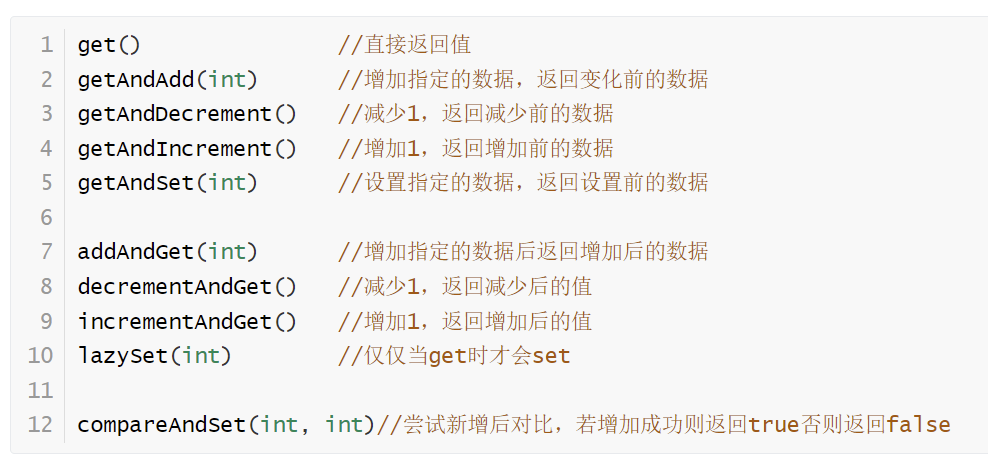 1 get() //直接返回值
2 getAndAdd(int) //增加指定的数据，返回变化前的数据
3 getAndDecrement() //减少1，返回减少前的数据
4 getAndIncrement() //增加1，返回增加前的数据
5 getAndSet(int) //设置指定的数据，返回设置前的数据
6
7 addAndGet(int) //增加指定的数据后返回增加后的数据
8 decrementAndGet() //减少1，返回减少后的值
9 incrementAndGet() //增加1，返回增加后的值
10 lazySet(int) //仅仅当get时才会set
11
12 compareAndSet(int, int)//尝试新增后对比，若增加成功则返回true否则返回false